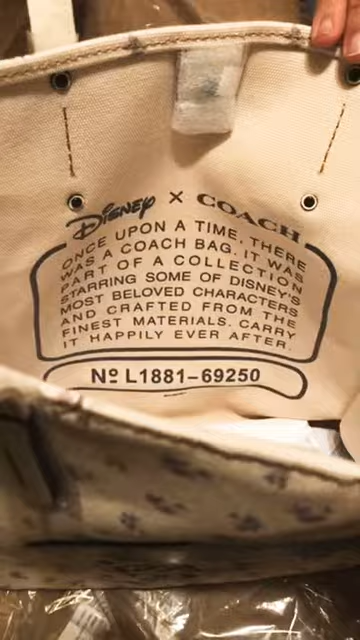 Disney × COACH
ONCE UPON A TIME, THERE
WAS A COACH BAG. IT WAS
PART OF A COLLECTION
STARRING SOME OF DISNEY'S
MOST BELOVED CHARACTERS
AND CRAFTED FROM THE
FINEST MATERIALS. CARRY
IT HAPPILY EVER AFTER.
Nº L1881-69250